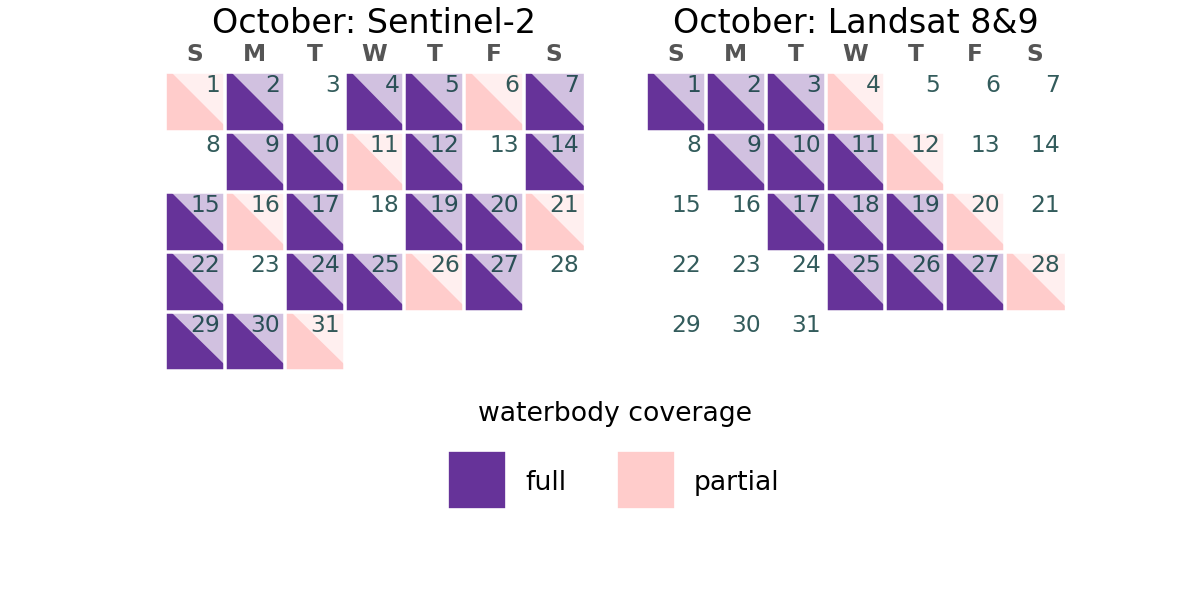 October: Sentinel-2
S M T W T F S
1 2 3 4 5 6 7
8 9 10 11 12 13 14
15 16 17 18 19 20 21
22 23 24 25 26 27 28
29 30 31
October: Landsat 8&9
S M T W T F S
1 2 3 4 5 6 7
8 9 10 11 12 13 14
15 16 17 18 19 20 21
22 23 24 25 26 27 28
29 30 31
waterbody coverage
full partial